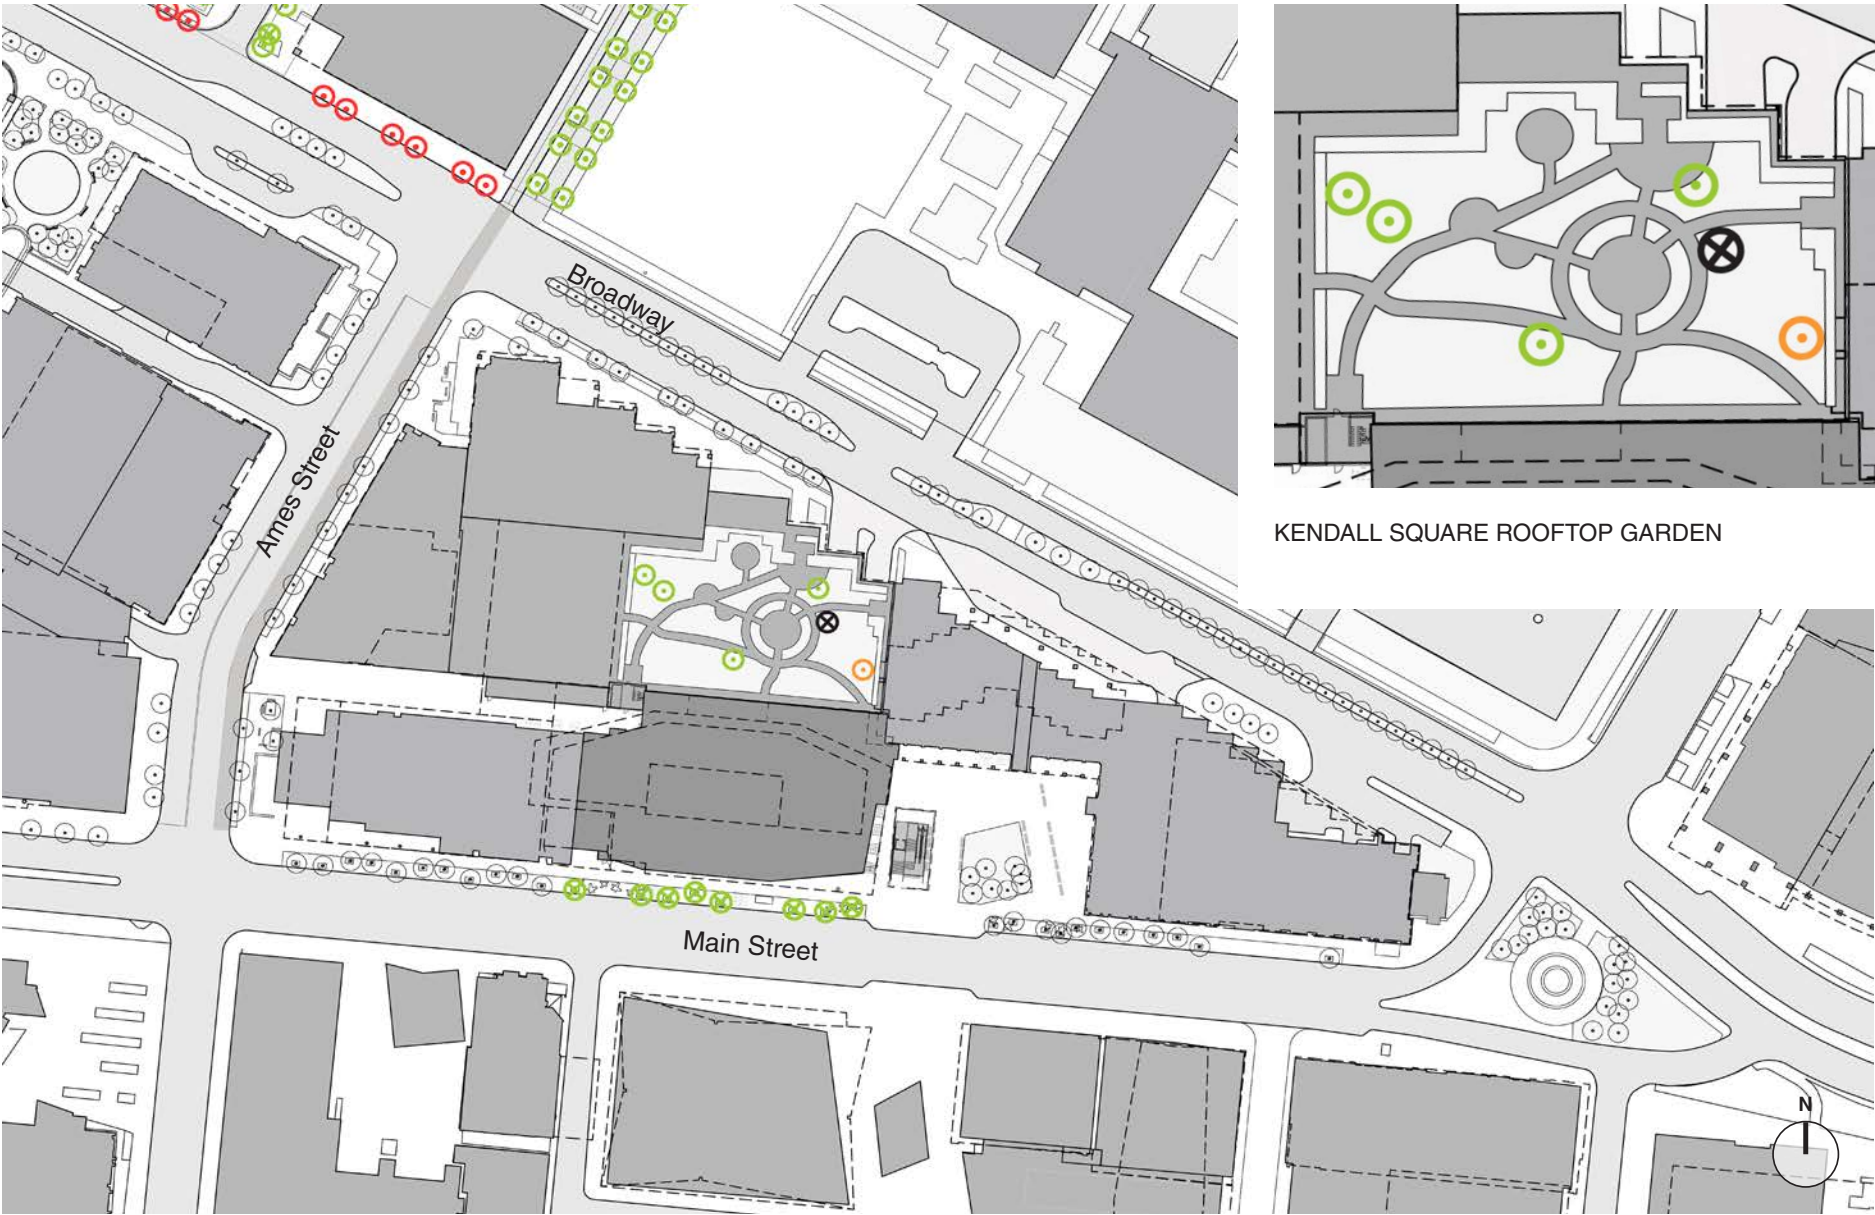 Broadway
Ames Street
KENDALL SQUARE ROOFTOP GARDEN
Main Street
N